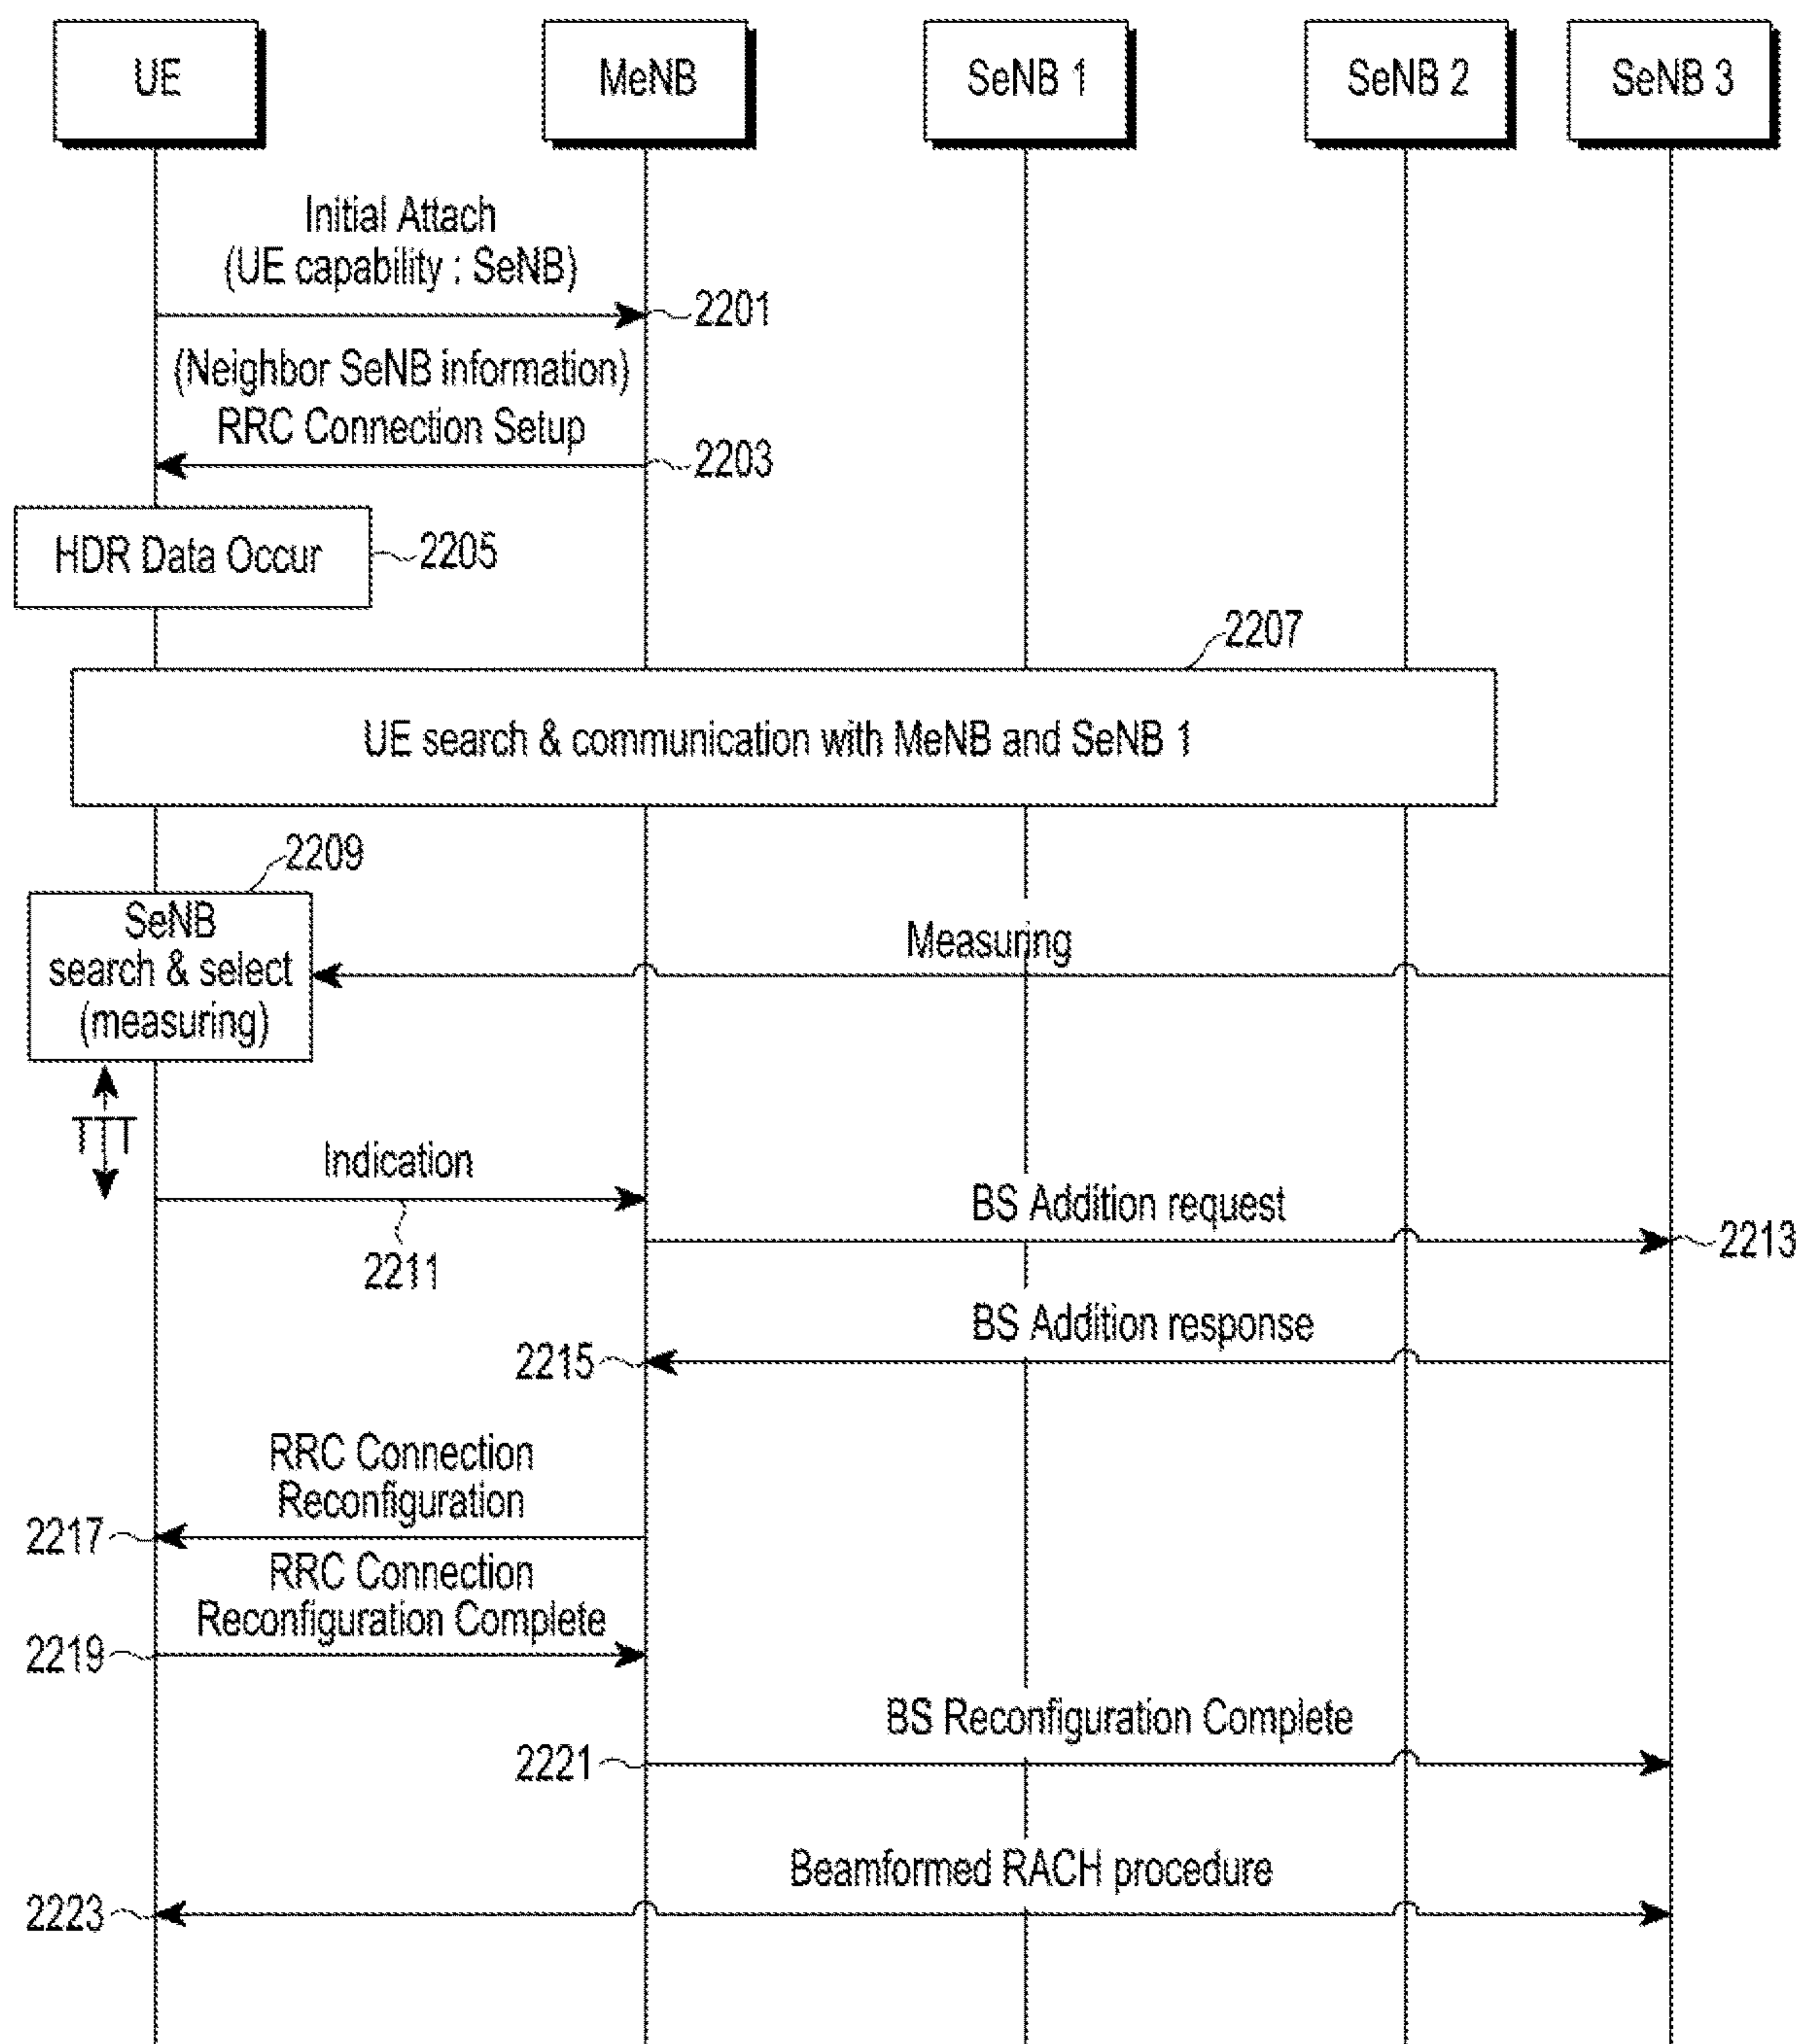 UE
MeNB
SeNB 1
SeNB 2
SeNB 3
Initial Attach
(UE capability : SeNB)
2201
(Neighbor SeNB information)
RRC Connection Setup
2203
HDR Data Occur
2205
2207
UE search & communication with MeNB and SeNB 1
2209
SeNB
search & select
(measuring)
Measuring
TTT
Indication
2211
BS Addition request
2213
BS Addition response
2215
RRC Connection
Reconfiguration
2217
RRC Connection
Reconfiguration Complete
2219
BS Reconfiguration Complete
2221
Beamformed RACH procedure
2223